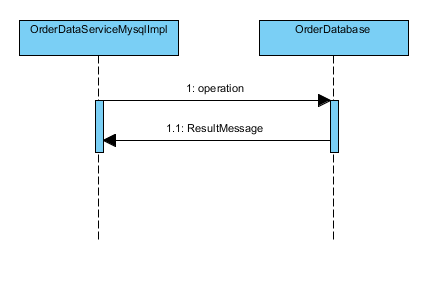 OrderDataServiceMysqlImpl
OrderDatabase
1: operation
1.1: ResultMessage